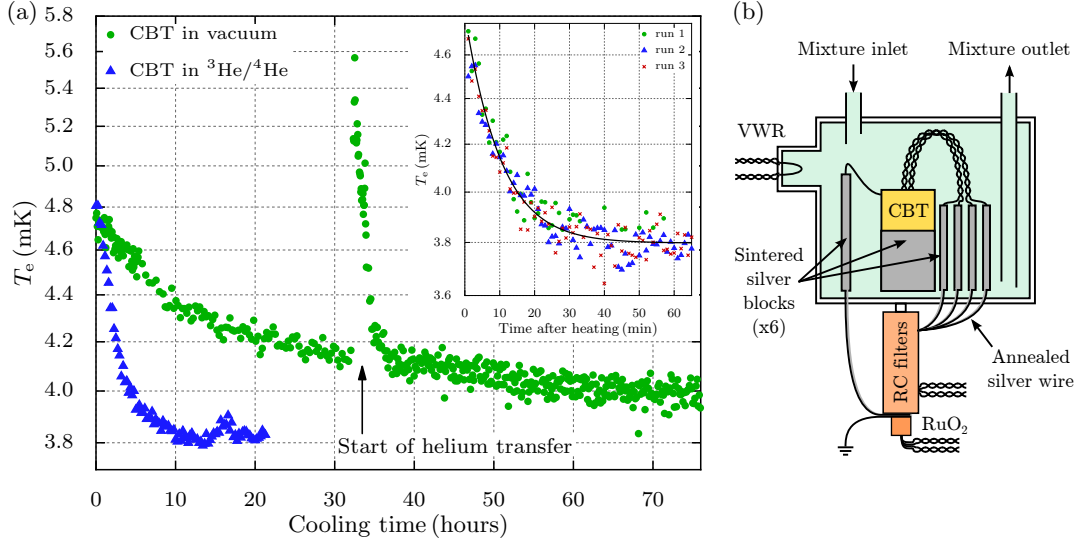 (a)
5.8
5.6
5.4
5.2
5.0
4.8
4.6
4.4
4.2
4.0
3.8
Tₑ (mK)
CBT in vacuum
CBT in ³He/⁴He
0
10
20
30
40
50
60
70
Cooling time (hours)
Start of helium transfer
4.6
4.4
4.2
4.0
3.8
3.6
Tₑ (mK)
run 1
run 2
run 3
0
10
20
30
40
50
60
Time after heating (min)
(b)
Mixture inlet
Mixture outlet
VWR
CBT
Sintered
silver
blocks
(x6)
RC filters
Annealed
silver wire
RuO₂